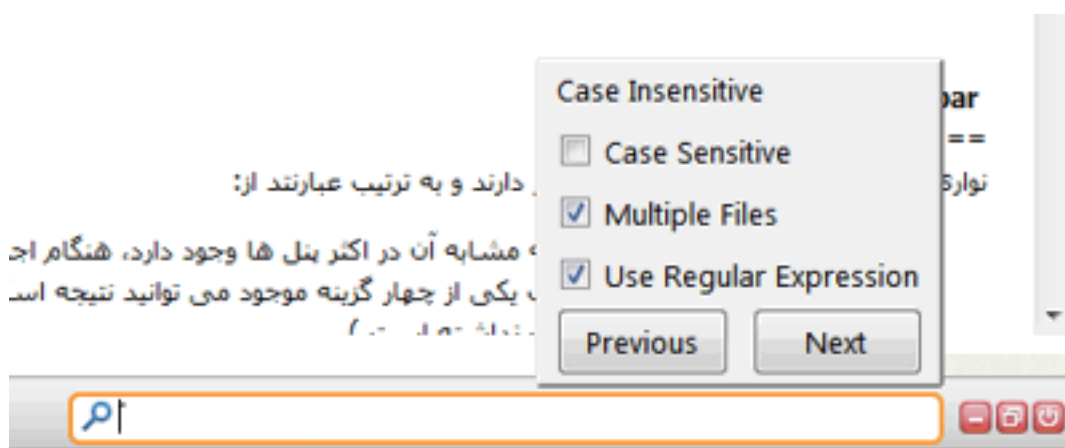 Case Insensitive
bar
Case Sensitive
==
دارند و به ترتیب عبارتند از:
Multiple Files
مشابه آن در اکثر پنل ها وجود دارد، هنگام اجر
Use Regular Expression
یکی از چهار گزینه موجود می توانید نتیجه
Previous
Next